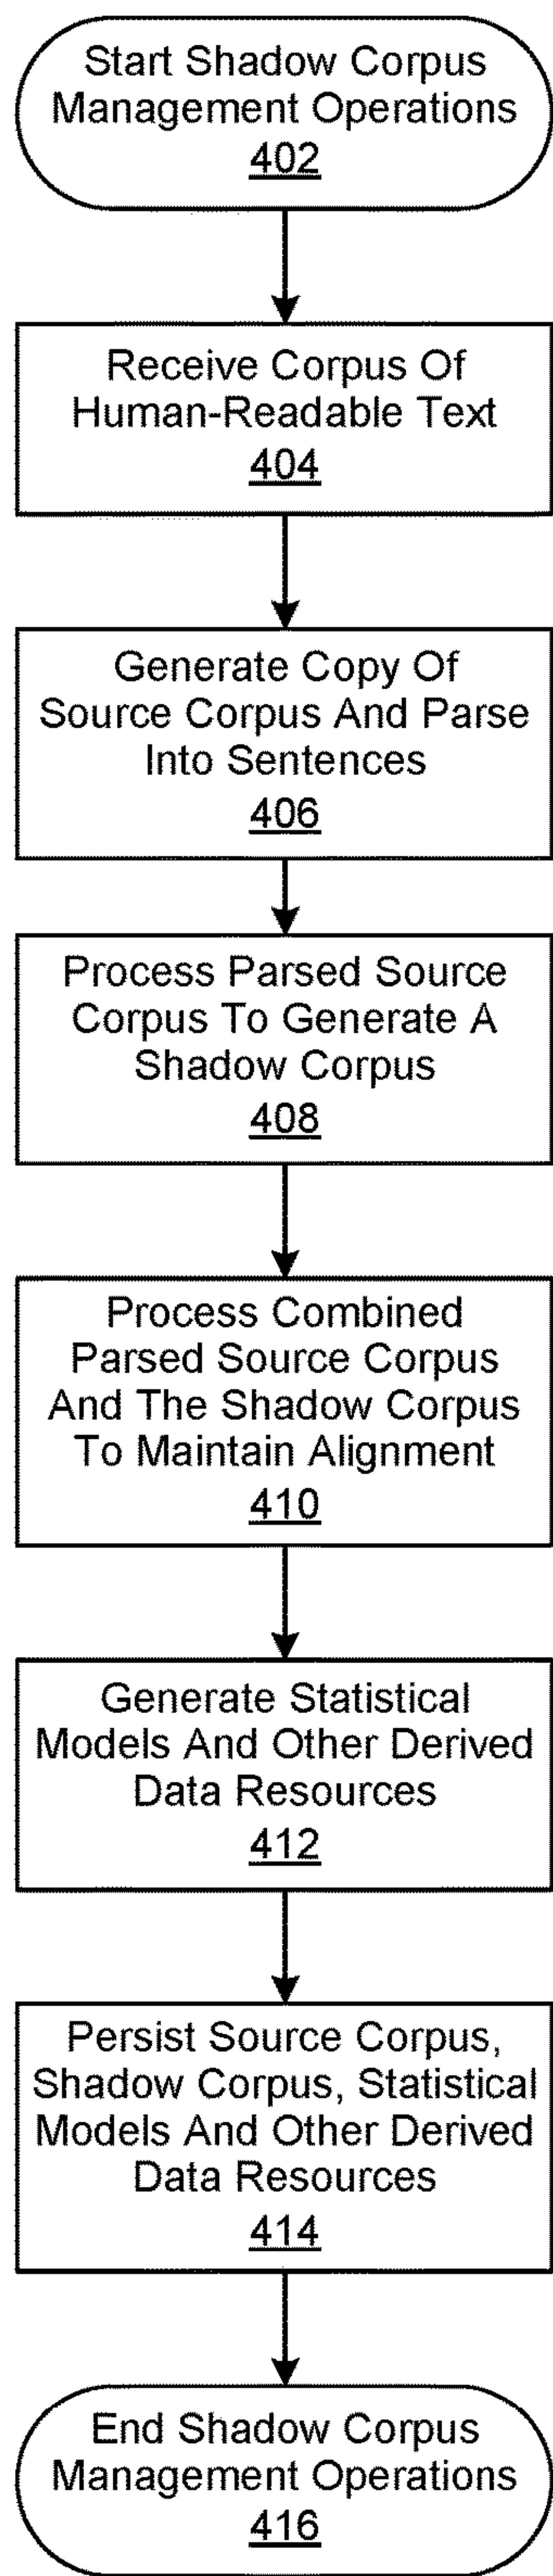 Start Shadow Corpus
Management Operations
402
Receive Corpus Of
Human-Readable Text
404
Generate Copy Of
Source Corpus And Parse
Into Sentences
406
Process Parsed Source
Corpus To Generate A
Shadow Corpus
408
Process Combined
Parsed Source Corpus
And The Shadow Corpus
To Maintain Alignment
410
Generate Statistical
Models And Other Derived
Data Resources
412
Persist Source Corpus,
Shadow Corpus, Statistical
Models And Other Derived
Data Resources
414
End Shadow Corpus
Management Operations
416